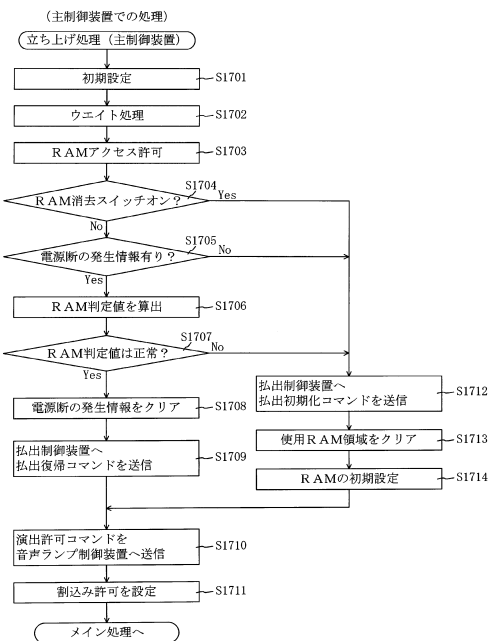 （主制御装置での処理）
立ち上げ処理（主制御装置）
初期設定
S1701
ウエイト処理
S1702
ＲＡＭアクセス許可
S1703
S1704
ＲＡＭ消去スイッチオン？
Yes
No
S1705
電源断の発生情報有り？
No
Yes
ＲＡＭ判定値を算出
S1706
S1707
ＲＡＭ判定値は正常？
No
Yes
電源断の発生情報をクリア
S1708
払出制御装置へ
払出復帰コマンドを送信
S1709
払出制御装置へ
払出初期化コマンドを送信
S1712
使用ＲＡＭ領域をクリア
S1713
ＲＡＭの初期設定
S1714
演出許可コマンドを
音声ランプ制御装置へ送信
S1710
割込み許可を設定
S1711
メイン処理へ